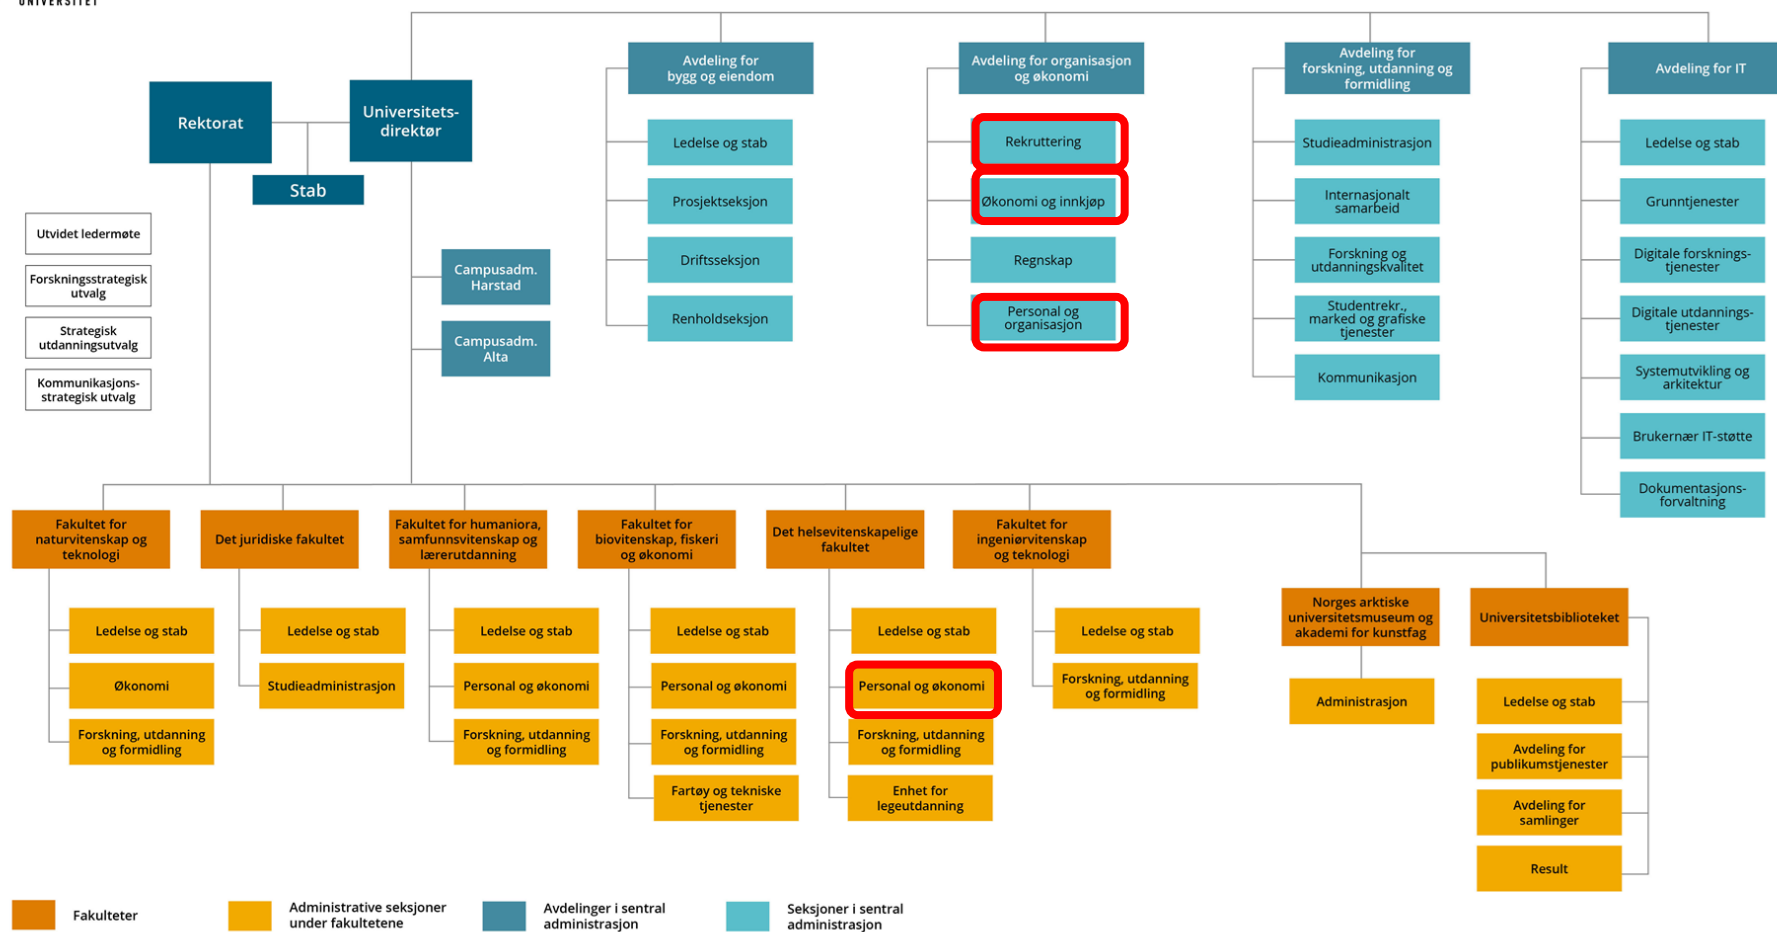 UNIVERSITET
Rektorat
Universitets-
direktør
Stab
Utvidet ledermøte
Forskningsstrategisk
utvalg
Strategisk
utdanningsutvalg
Kommunikasjons-
strategisk utvalg
Campusadm.
Harstad
Campusadm.
Alta
Avdeling for
bygg og eiendom
Ledelse og stab
Prosjektseksjon
Driftsseksjon
Renholdseksjon
Avdeling for organisasjon
og økonomi
Rekruttering
Økonomi og innkjøp
Regnskap
Personal og
organisasjon
Avdeling for
forskning, utdanning og
formidling
Studieadministrasjon
Internasjonalt
samarbeid
Forskning og
utdanningskvalitet
Studentrekr.,
marked og grafiske
tjenester
Kommunikasjon
Avdeling for IT
Ledelse og stab
Grunntjenester
Digitale forsknings-
tjenester
Digitale utdannings-
tjenester
Systemutvikling og
arkitektur
Brukernær IT-støtte
Dokumentasjons-
forvaltning
Fakultet for
naturvitenskap og
teknologi
Ledelse og stab
Økonomi
Forskning, utdanning
og formidling
Det juridiske fakultet
Ledelse og stab
Studieadministrasjon
Fakultet for humaniora,
samfunnsvitenskap og
lærerutdanning
Ledelse og stab
Personal og økonomi
Forskning, utdanning
og formidling
Fakultet for
biovitenskap, fiskeri
og økonomi
Ledelse og stab
Personal og økonomi
Forskning, utdanning
og formidling
Fartøy og tekniske
tjenester
Det helsevitenskapelige
fakultet
Ledelse og stab
Personal og økonomi
Forskning, utdanning
og formidling
Enhet for
legeutdanning
Fakultet for
ingeniørvitenskap
og teknologi
Ledelse og stab
Forskning, utdanning
og formidling
Norges arktiske
universitetsmuseum og
akademi for kunstfag
Administrasjon
Universitetsbiblioteket
Ledelse og stab
Avdeling for
publikumstjenester
Avdeling for
samlinger
Result
Fakulteter
Administrative seksjoner
under fakultetene
Avdelinger i sentral
administrasjon
Seksjoner i sentral
administrasjon